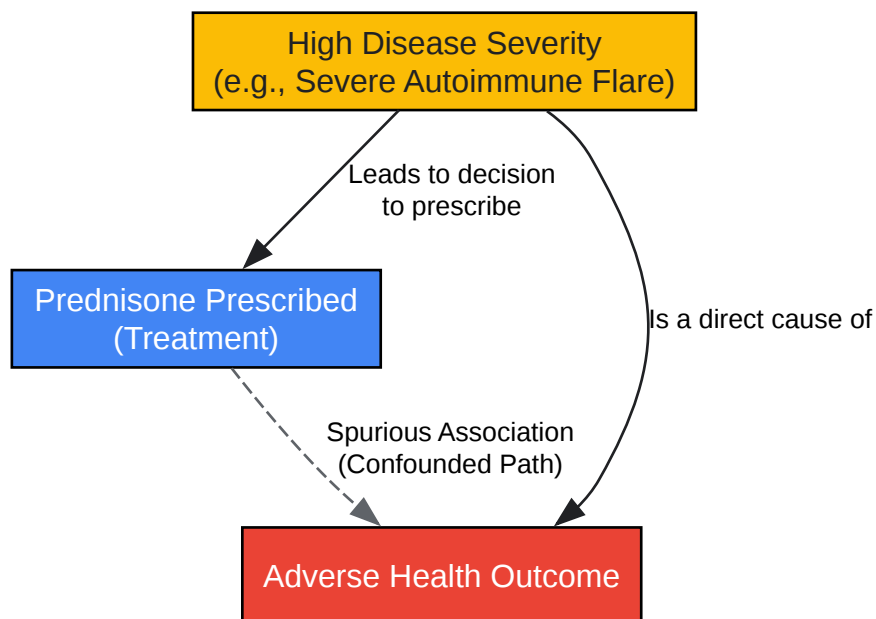 High Disease Severity
(e.g., Severe Autoimmune Flare)
Leads to decision
to prescribe
Prednisone Prescribed
(Treatment)
Is a direct cause of
Spurious Association
(Confounded Path)
Adverse Health Outcome